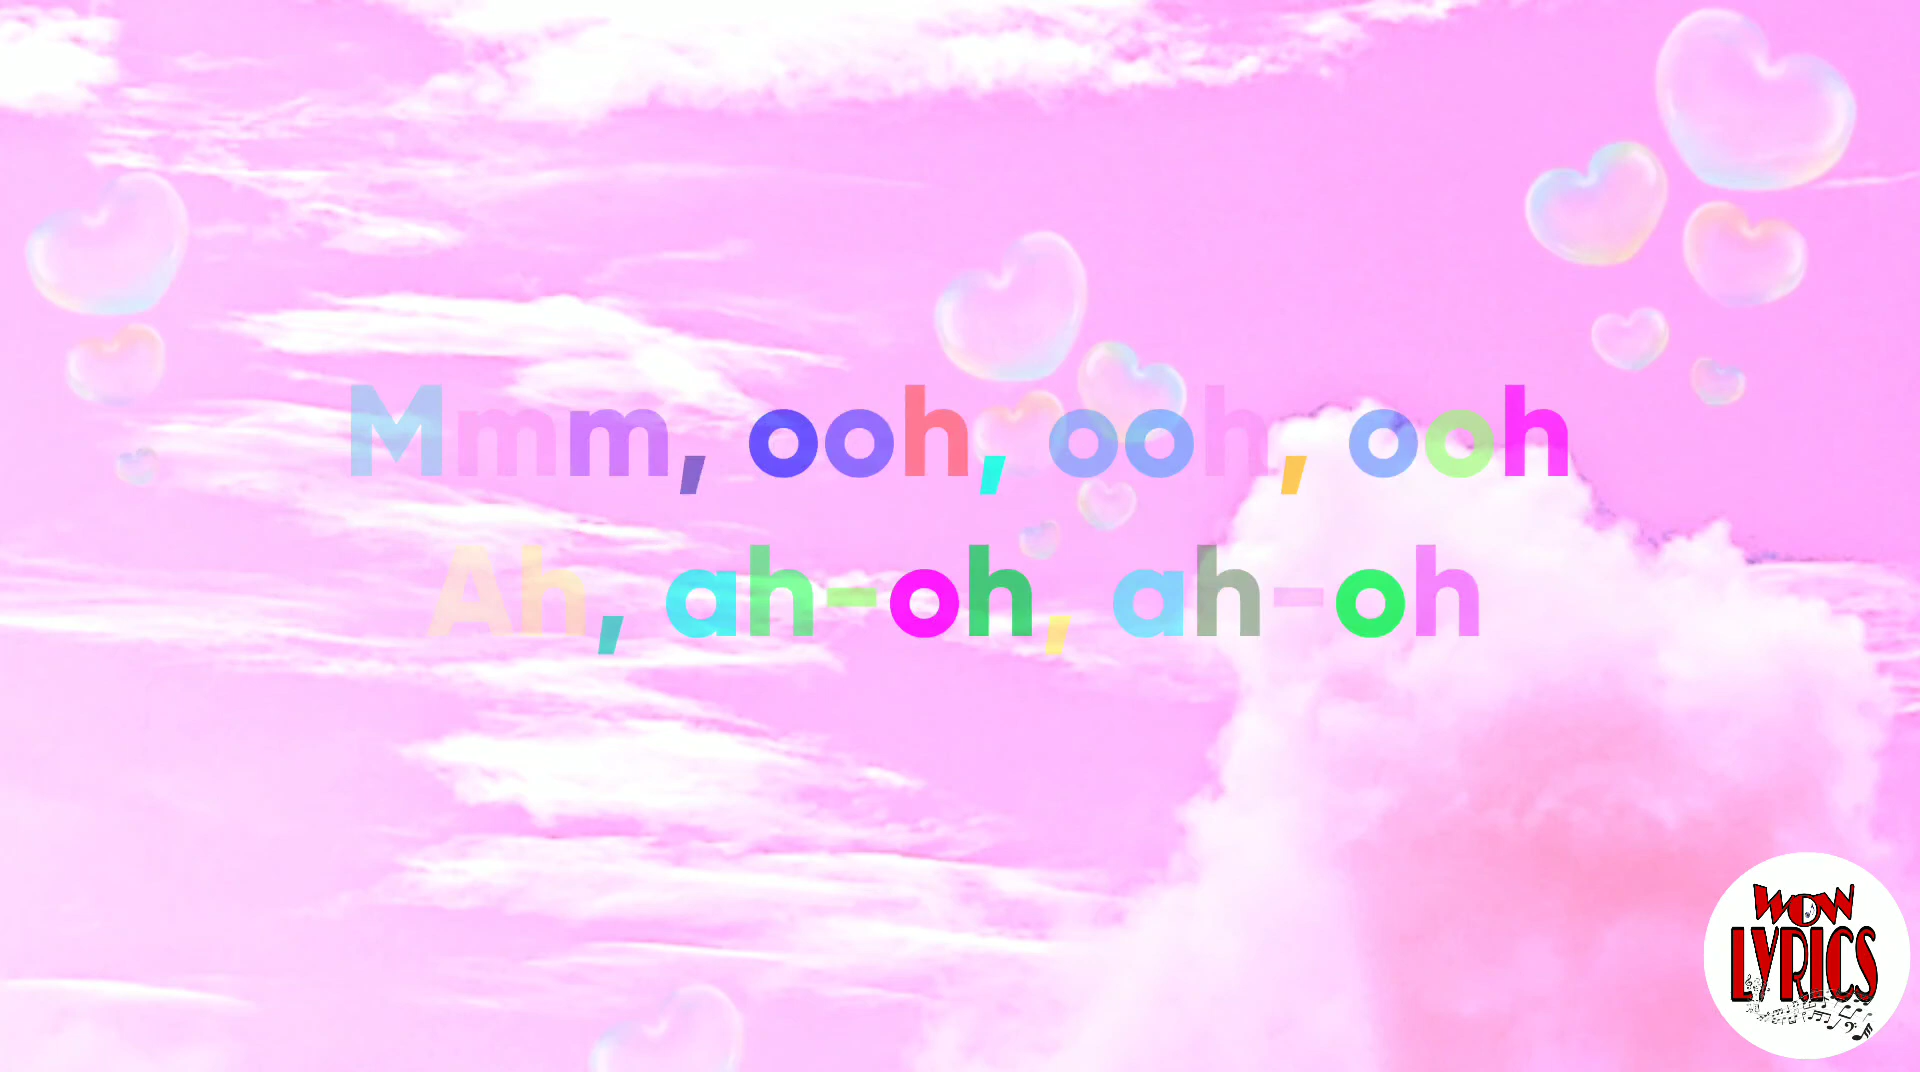 Mmm, ooh, ooh, ooh
Ah, ah-oh, ah-oh
WOW
LYRICS